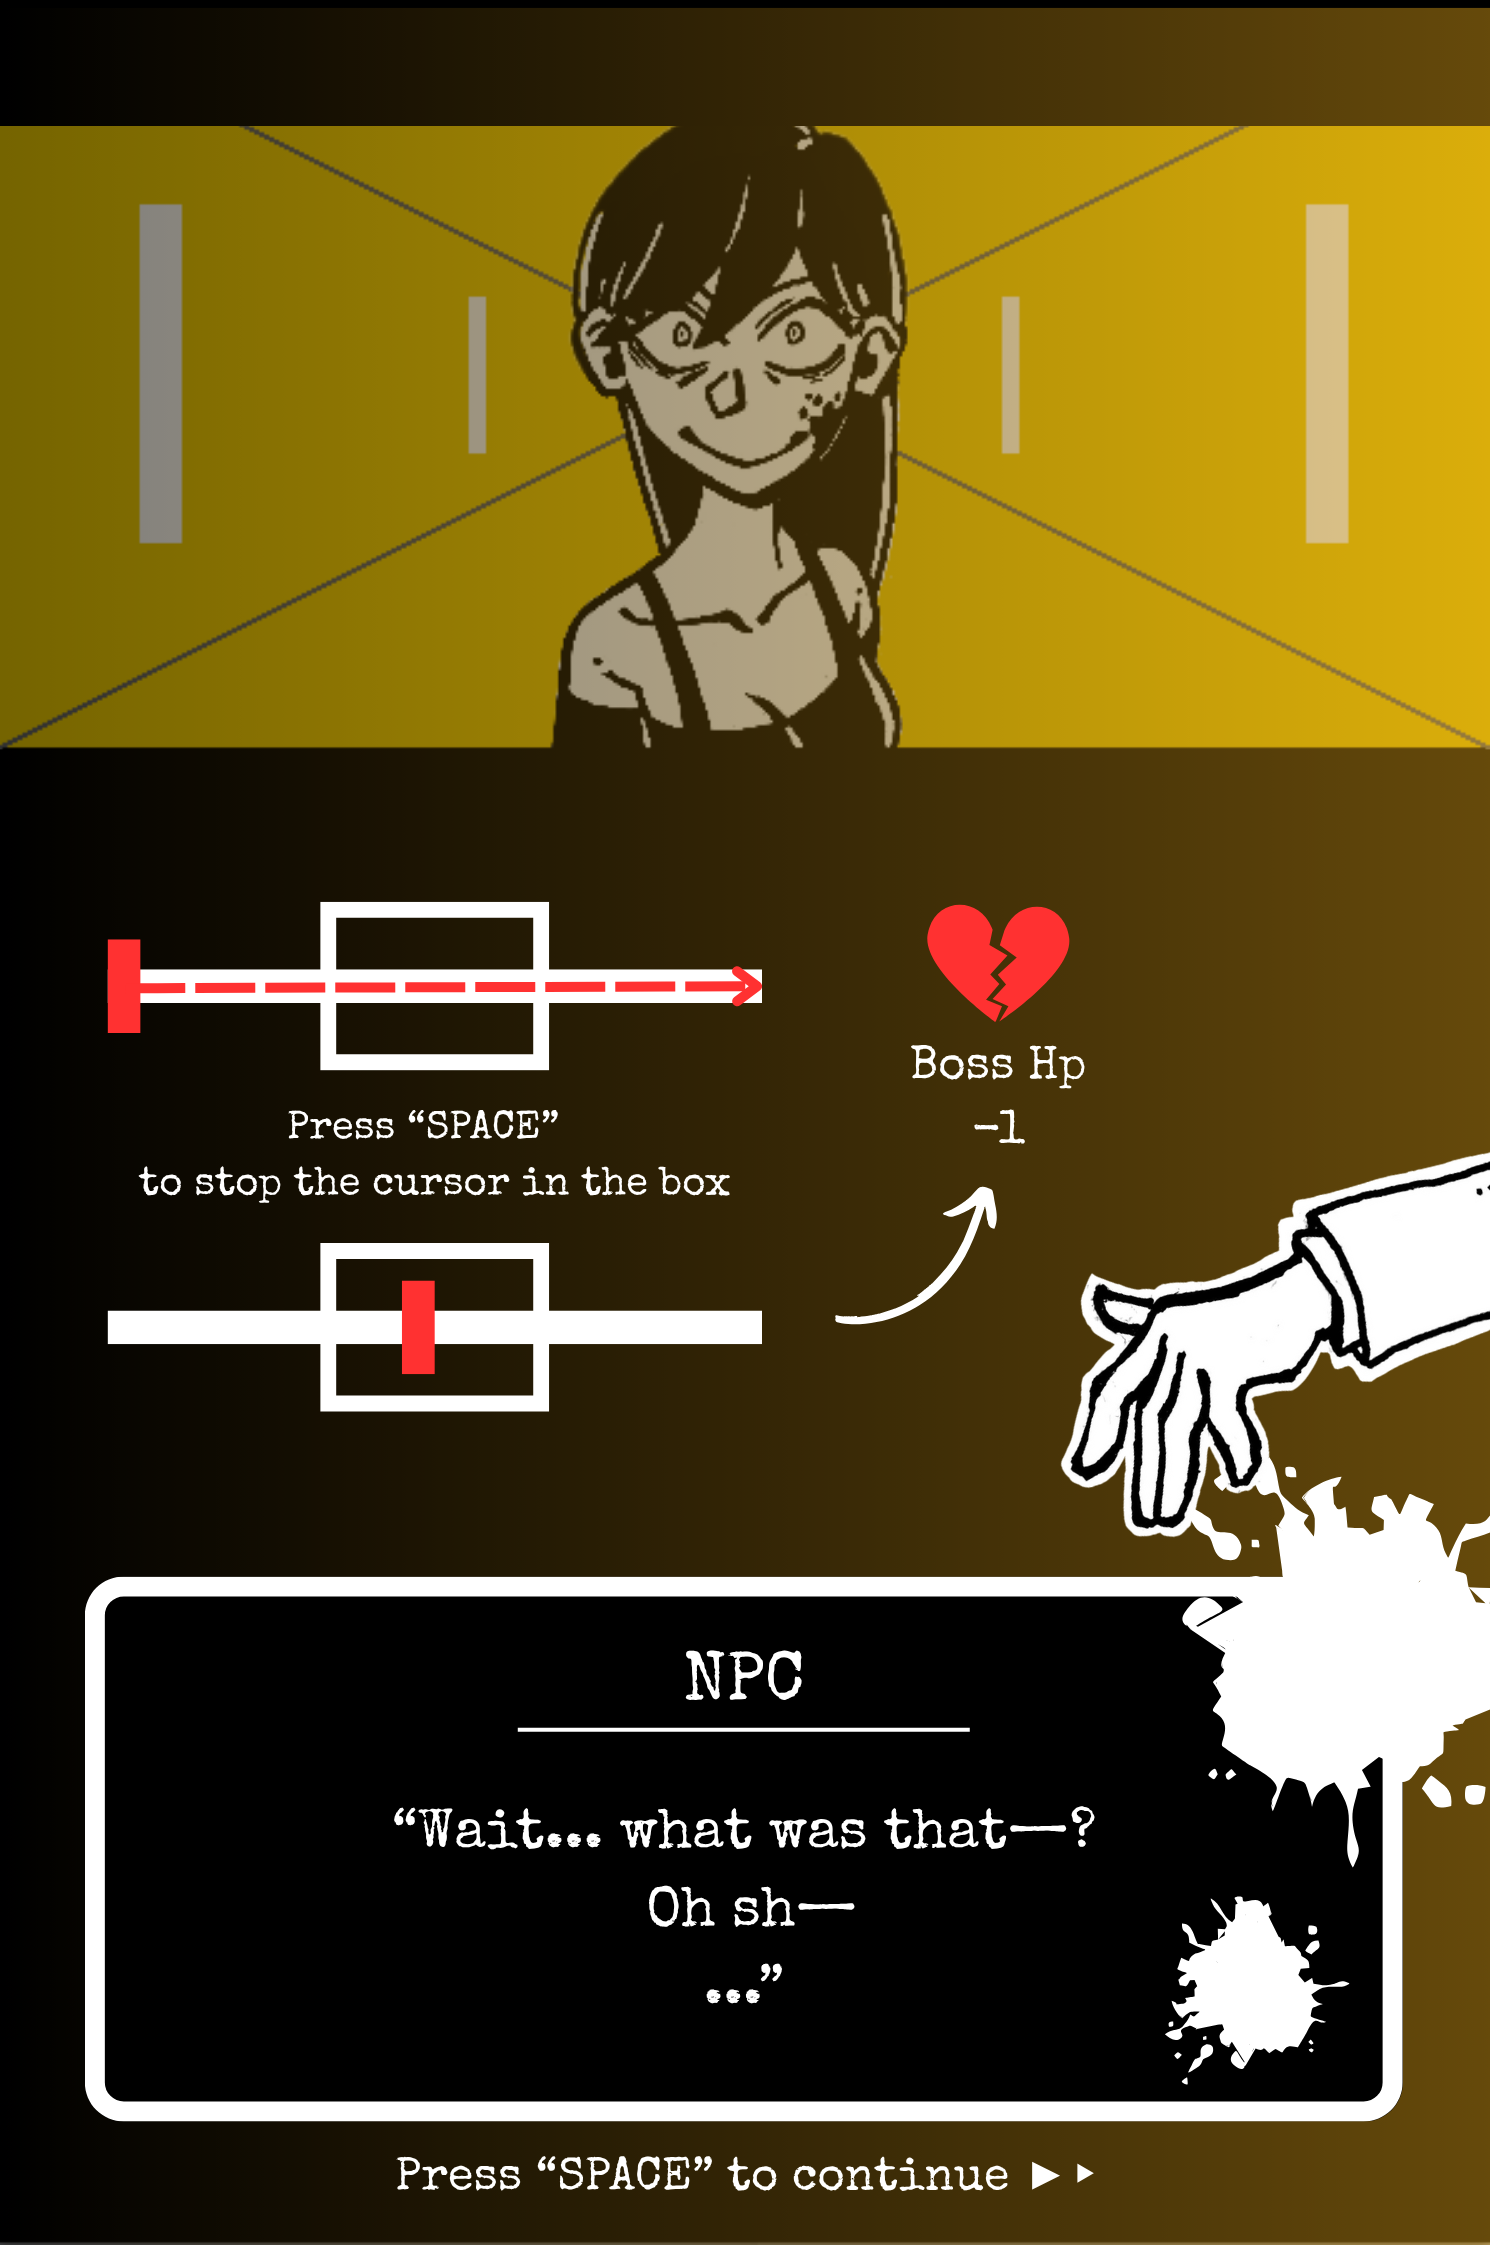 Press “SPACE”
to stop the cursor in the box
Boss Hp
-1
NPC
“Wait... what was that—?
Oh sh—
...”
Press “SPACE” to continue